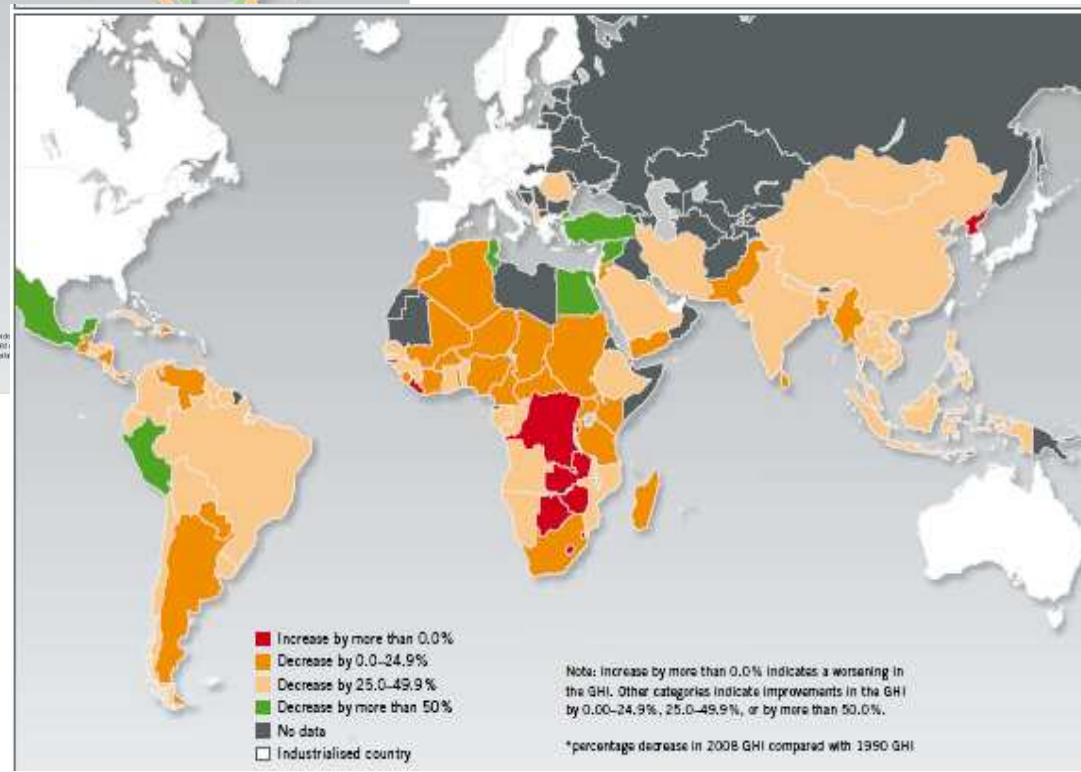 Increase by more than 0.0%
Decrease by 0.0–24.9%
Decrease by 25.0–49.9%
Decrease by more than 50%
No data
Industrialised country
Note: Increase by more than 0.0% indicates a worsening in
the GHI. Other categories indicate improvements in the GHI
by 0.00–24.9%, 25.0–49.9%, or by more than 50.0%.
*percentage decrease in 2008 GHI compared with 1990 GHI